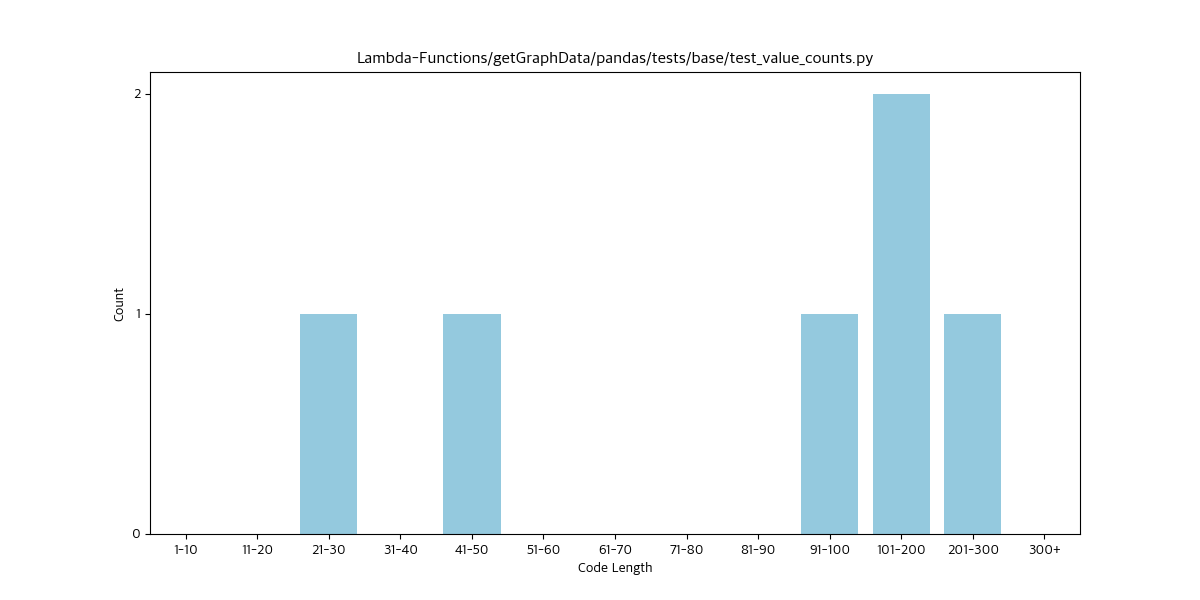 Lambda-Functions/getGraphData/pandas/tests/base/test_value_counts.py
2
1
0
Count
1-10 11-20 21-30 31-40 41-50 51-60 61-70 71-80 81-90 91-100 101-200 201-300 300+
Code Length